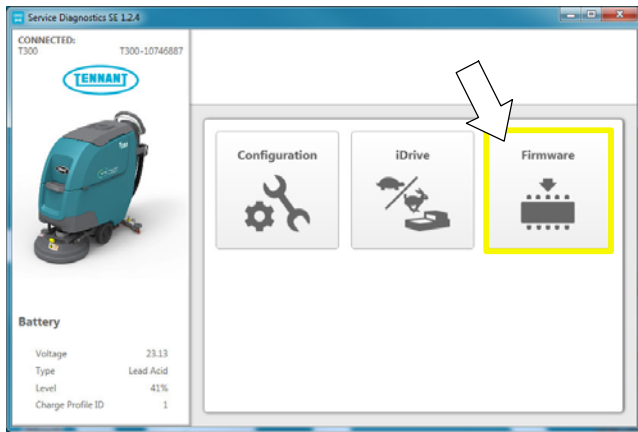 Service Diagnostics SE 1.2.4
CONNECTED:
T300 T300-10746887
TENNANT
Configuration
iDrive
Firmware
Battery
Voltage 23.13
Type Lead Acid
Level 41%
Charge Profile ID 1